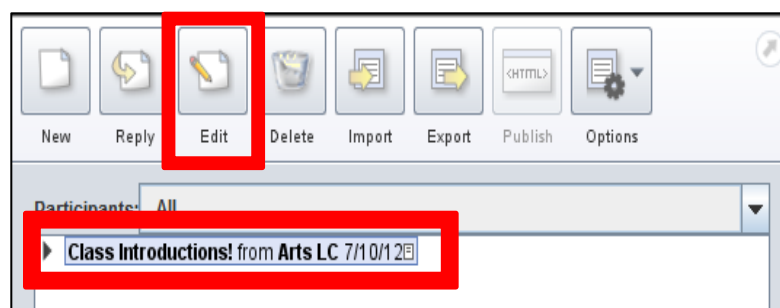 <HTML>
New Reply Edit Delete Import Export Publish Options
Participants: All
Class Introductions! from Arts LC 7/10/12